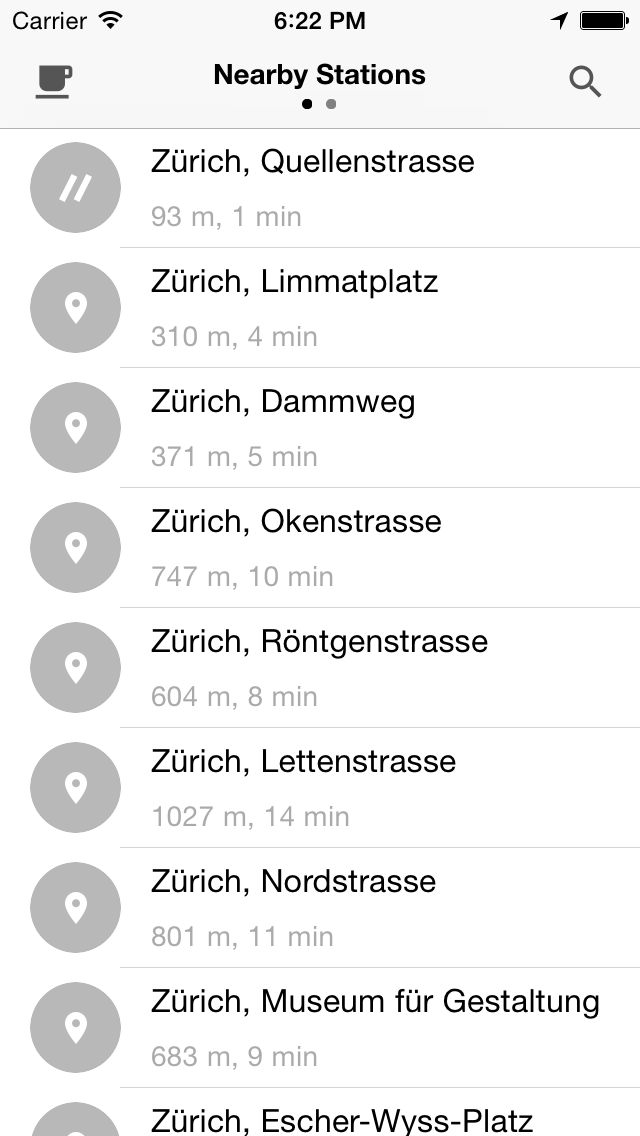 Carrier 6:22 PM
Nearby Stations
Zürich, Quellenstrasse
93 m, 1 min
Zürich, Limmatplatz
310 m, 4 min
Zürich, Dammweg
371 m, 5 min
Zürich, Okenstrasse
747 m, 10 min
Zürich, Röntgenstrasse
604 m, 8 min
Zürich, Lettenstrasse
1027 m, 14 min
Zürich, Nordstrasse
801 m, 11 min
Zürich, Museum für Gestaltung
683 m, 9 min
Zürich, Escher-Wyss-Platz